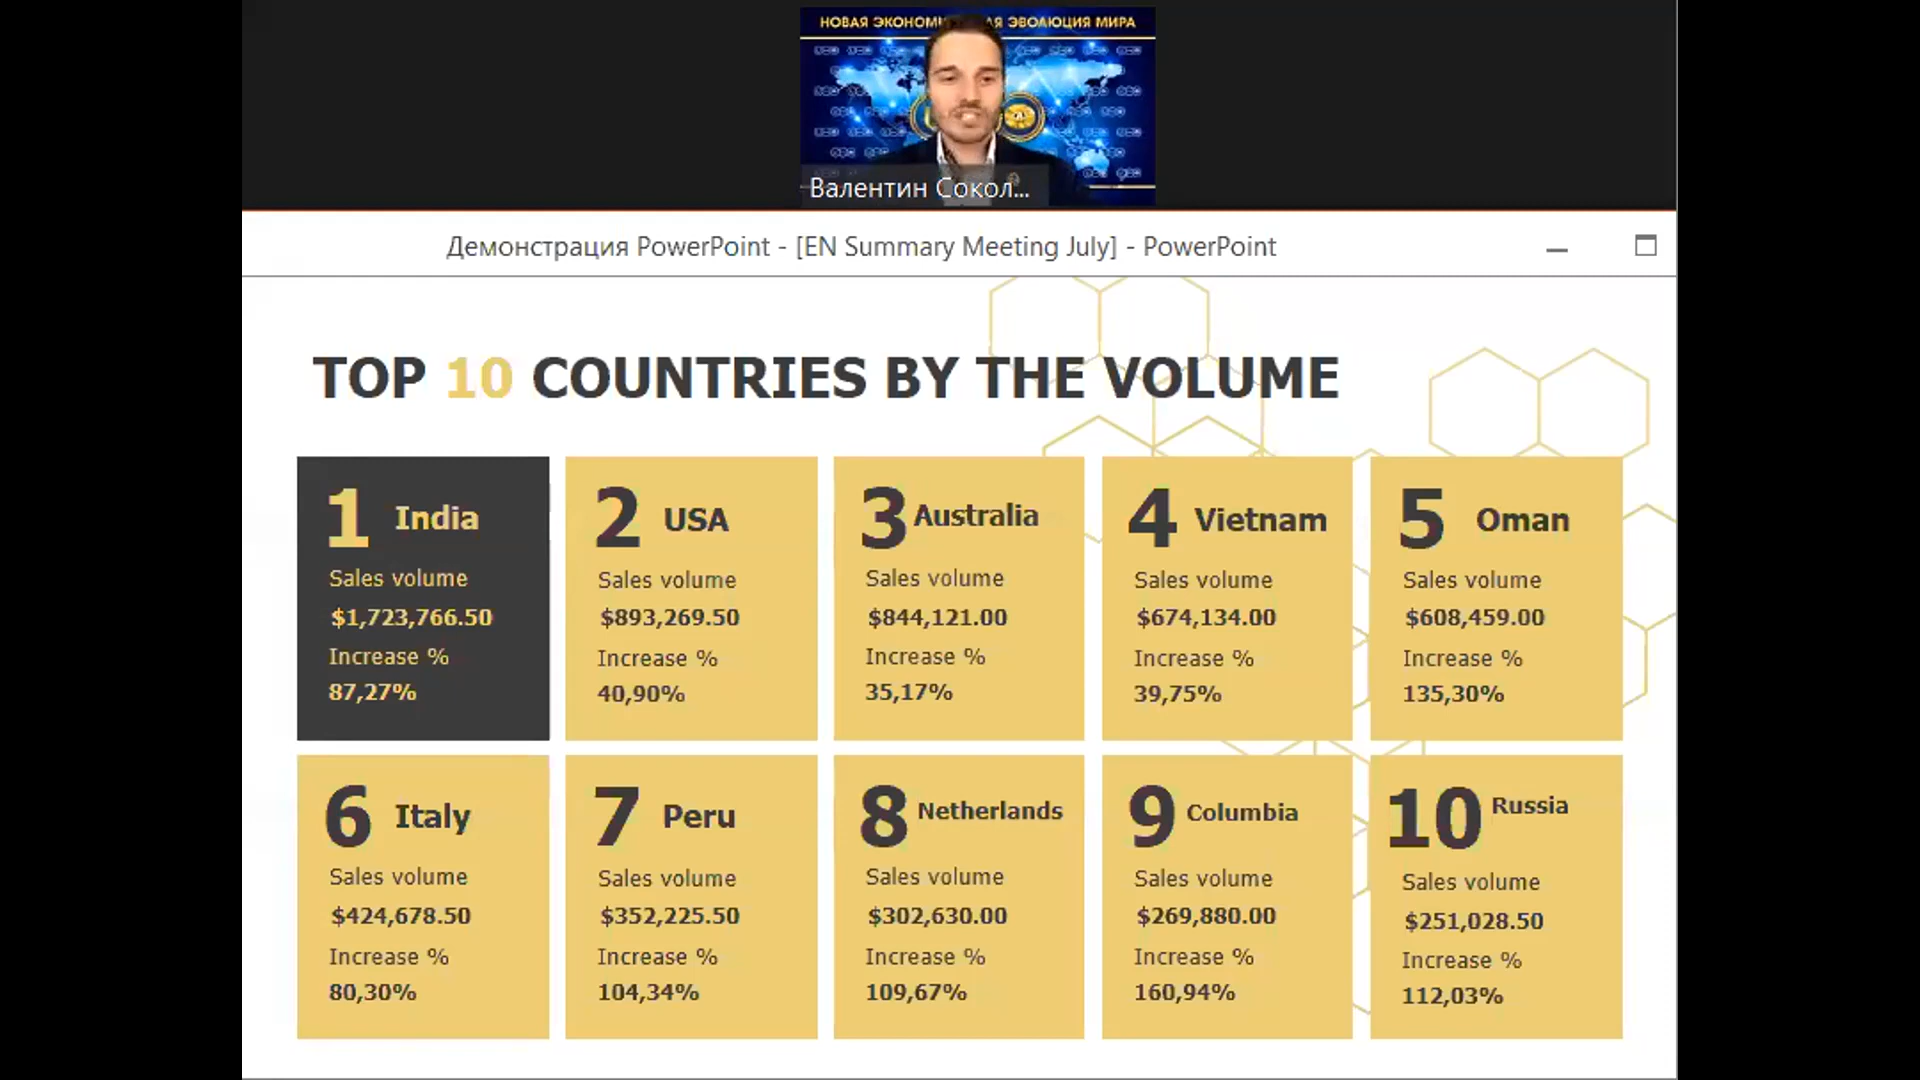 НОВАЯ ЭКОНОМИ АЯ ЭВОЛЮЦИЯ МИРА
Валентин Сокол...
Демонстрация PowerPoint - [EN Summary Meeting July] - PowerPoint
TOP 10 COUNTRIES BY THE VOLUME
1 India
Sales volume
$1,723,766.50
Increase %
87,27%
2 USA
Sales volume
$893,269.50
Increase %
40,90%
3 Australia
Sales volume
$844,121.00
Increase %
35,17%
4 Vietnam
Sales volume
$674,134.00
Increase %
39,75%
5 Oman
Sales volume
$608,459.00
Increase %
135,30%
6 Italy
Sales volume
$424,678.50
Increase %
80,30%
7 Peru
Sales volume
$352,225.50
Increase %
104,34%
8 Netherlands
Sales volume
$302,630.00
Increase %
109,67%
9 Columbia
Sales volume
$269,880.00
Increase %
160,94%
10 Russia
Sales volume
$251,028.50
Increase %
112,03%